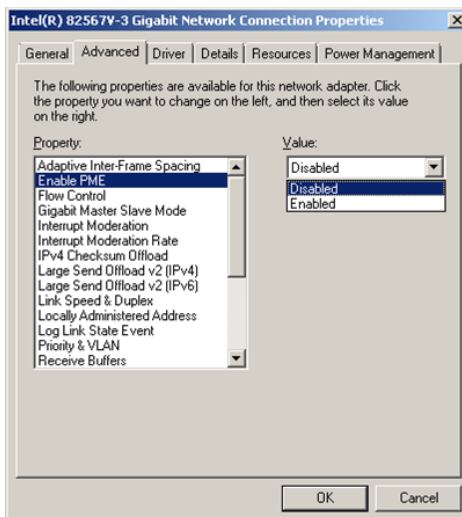 Intel(R) 82567V-3 Gigabit Network Connection Properties
General Advanced Driver Details Resources Power Management
The following properties are available for this network adapter. Click
the property you want to change on the left, and then select its value
on the right.
Property:
Adaptive Inter-Frame Spacing
Enable PME
Flow Control
Gigabit Master Slave Mode
Interrupt Moderation
Interrupt Moderation Rate
IPv4 Checksum Offload
Large Send Offload v2 (IPv4)
Large Send Offload v2 (IPv6)
Link Speed & Duplex
Locally Administered Address
Log Link State Event
Priority & VLAN
Receive Buffers
Value:
Disabled
Disabled
Enabled
OK Cancel